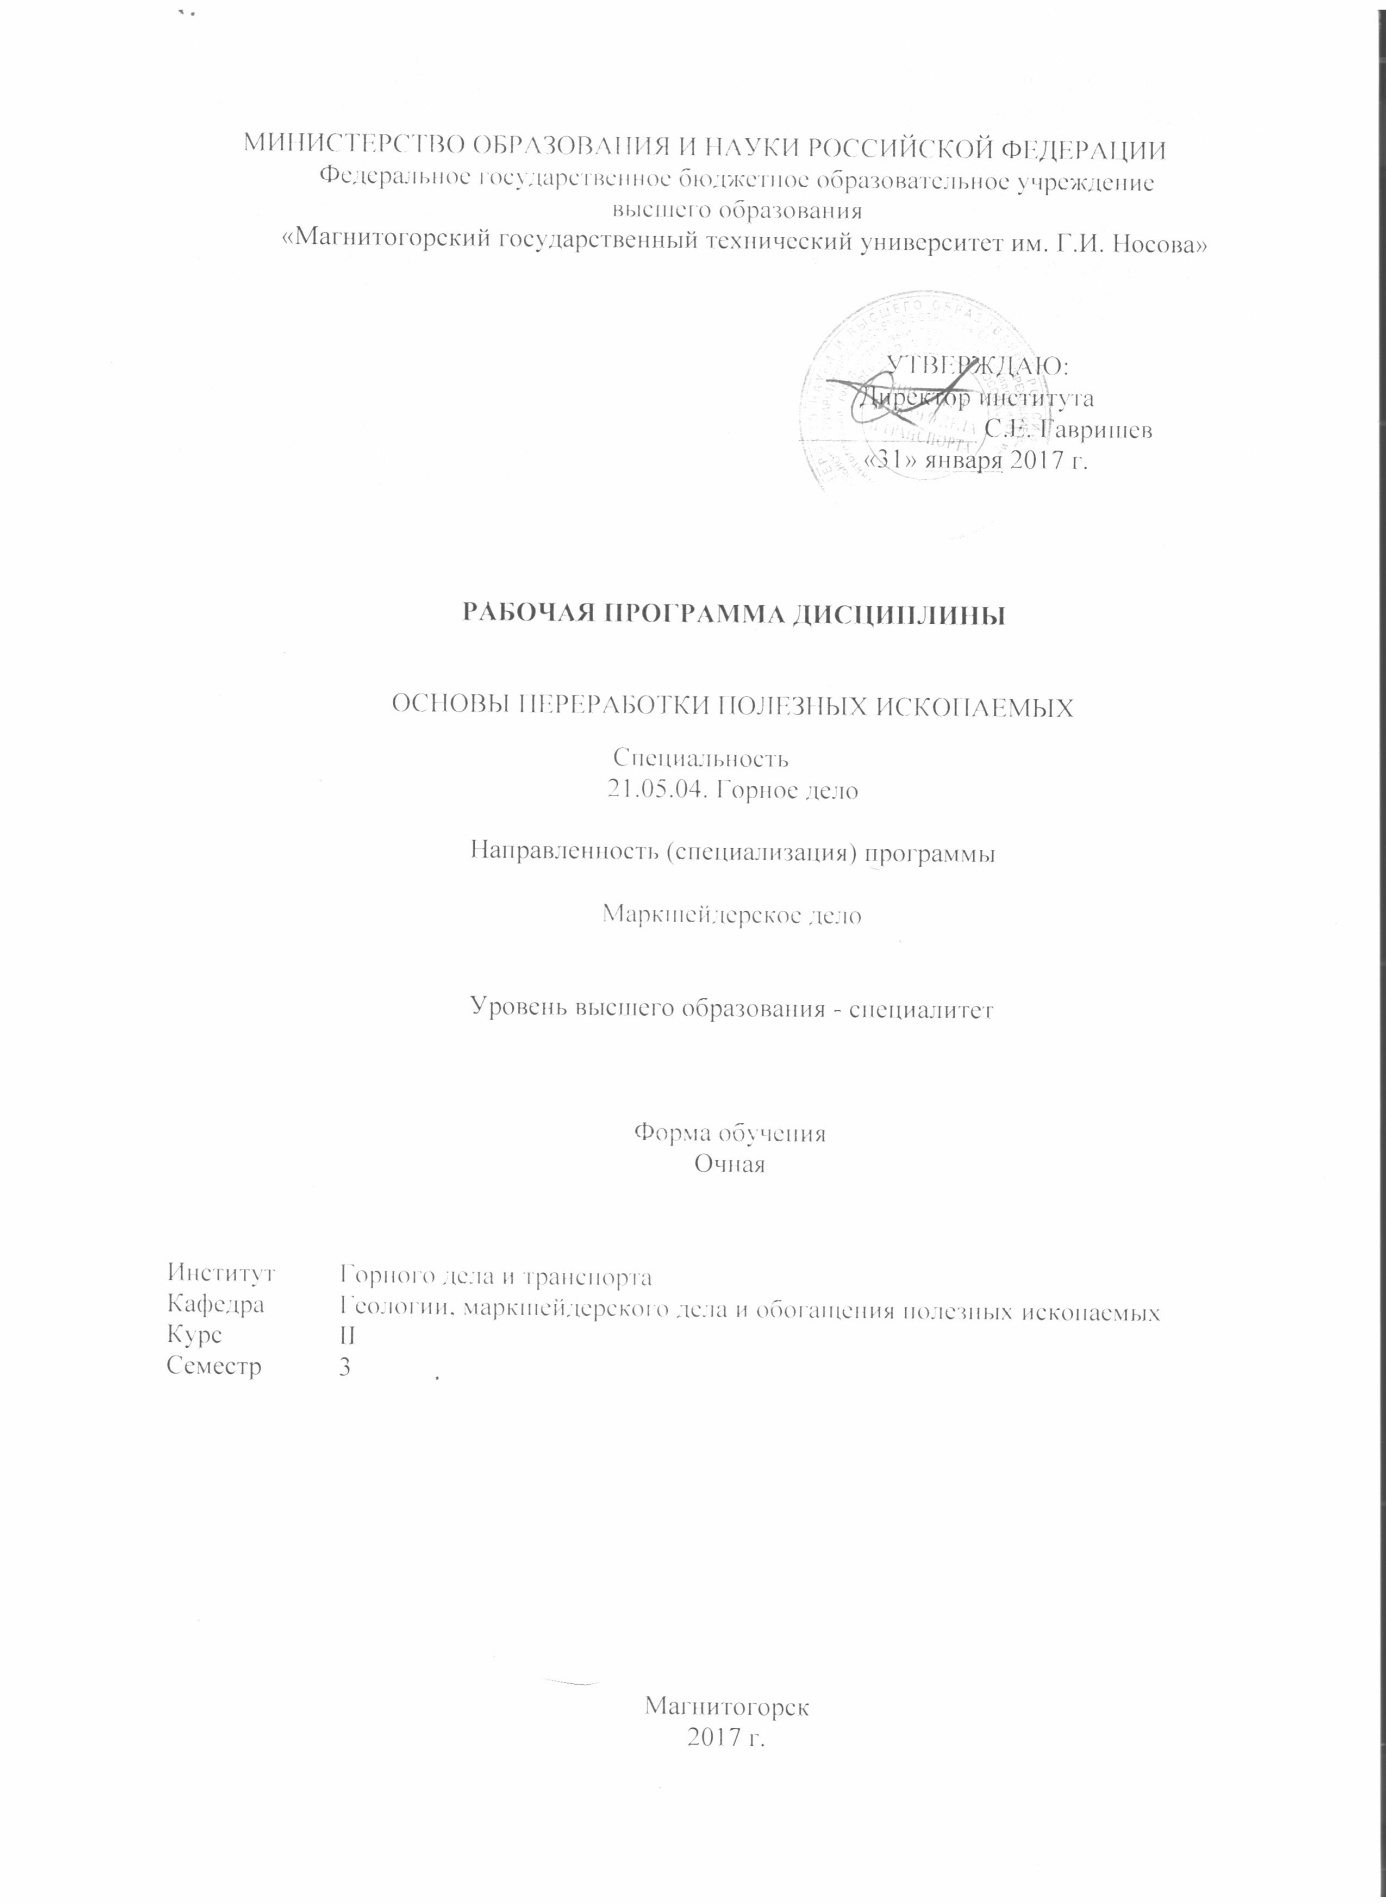 МИНИСТЕРСТВО ОБРАЗОВАНИЯ И НАУКИ РОССИЙСКОЙ ФЕДЕРАЦИИ
Федеральное государственное бюджетное образовательное учреждение
высшего образования
«Магнитогорский государственный технический университет им. Г.И. Носова»
УТВЕРЖДАЮ:
Директор института
С.Е. Гавришев
«31» января 2017 г.
РАБОЧАЯ ПРОГРАММА ДИСЦИПЛИНЫ
ОСНОВЫ ПЕРЕРАБОТКИ ПОЛЕЗНЫХ ИСКОПАЕМЫХ
Специальность
21.05.04. Горное дело
Направленность (специализация) программы
Маркшейдерское дело
Уровень высшего образования - специалитет
Форма обучения
Очная
Институт Горного дела и транспорта
Кафедра Геологии, маркшейдерского дела и обогащения полезных ископаемых
Курс II
Семестр 3
Магнитогорск
2017 г.